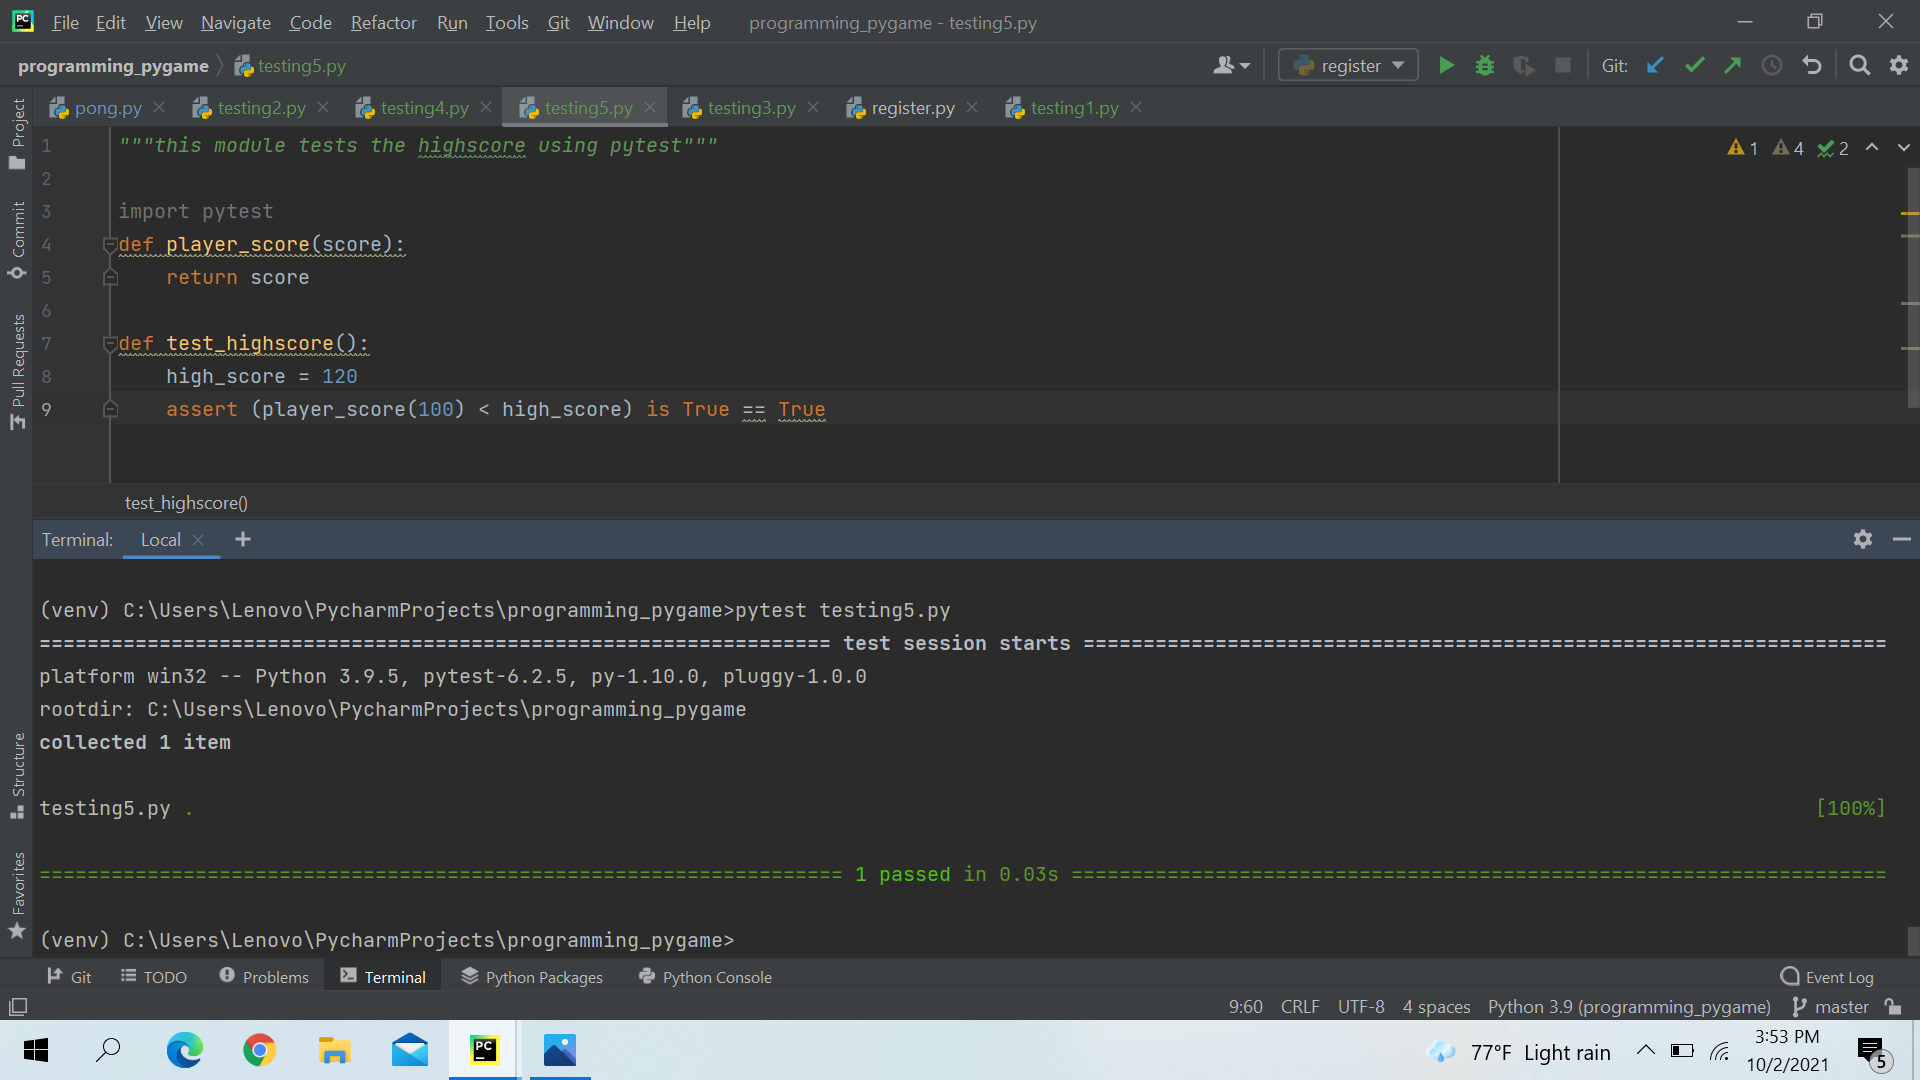 PC File Edit View Navigate Code Refactor Run Tools Git Window Help programming_pygame - testing5.py
programming_pygame testing5.py register Git:
pong.py testing2.py testing4.py testing5.py testing3.py register.py testing1.py
Project
Commit
Pull Requests
Structure
Favorites
1 """this module tests the highscore using pytest"""
1 4 2
2
3 import pytest
4 def player_score(score):
5 return score
6
7 def test_highscore():
8 high_score = 120
9 assert (player_score(100) < high_score) is True == True
test_highscore()
Terminal: Local
(venv) C:\Users\Lenovo\PycharmProjects\programming_pygame>pytest testing5.py
================================================================== test session starts ===================================================================
platform win32 -- Python 3.9.5, pytest-6.2.5, py-1.10.0, pluggy-1.0.0
rootdir: C:\Users\Lenovo\PycharmProjects\programming_pygame
collected 1 item
testing5.py . [100%]
=================================================================== 1 passed in 0.03s ====================================================================
(venv) C:\Users\Lenovo\PycharmProjects\programming_pygame>
Git TODO Problems Terminal Python Packages Python Console Event Log
9:60 CRLF UTF-8 4 spaces Python 3.9 (programming_pygame) master
PC 77°F Light rain 3:53 PM
10/2/2021 5